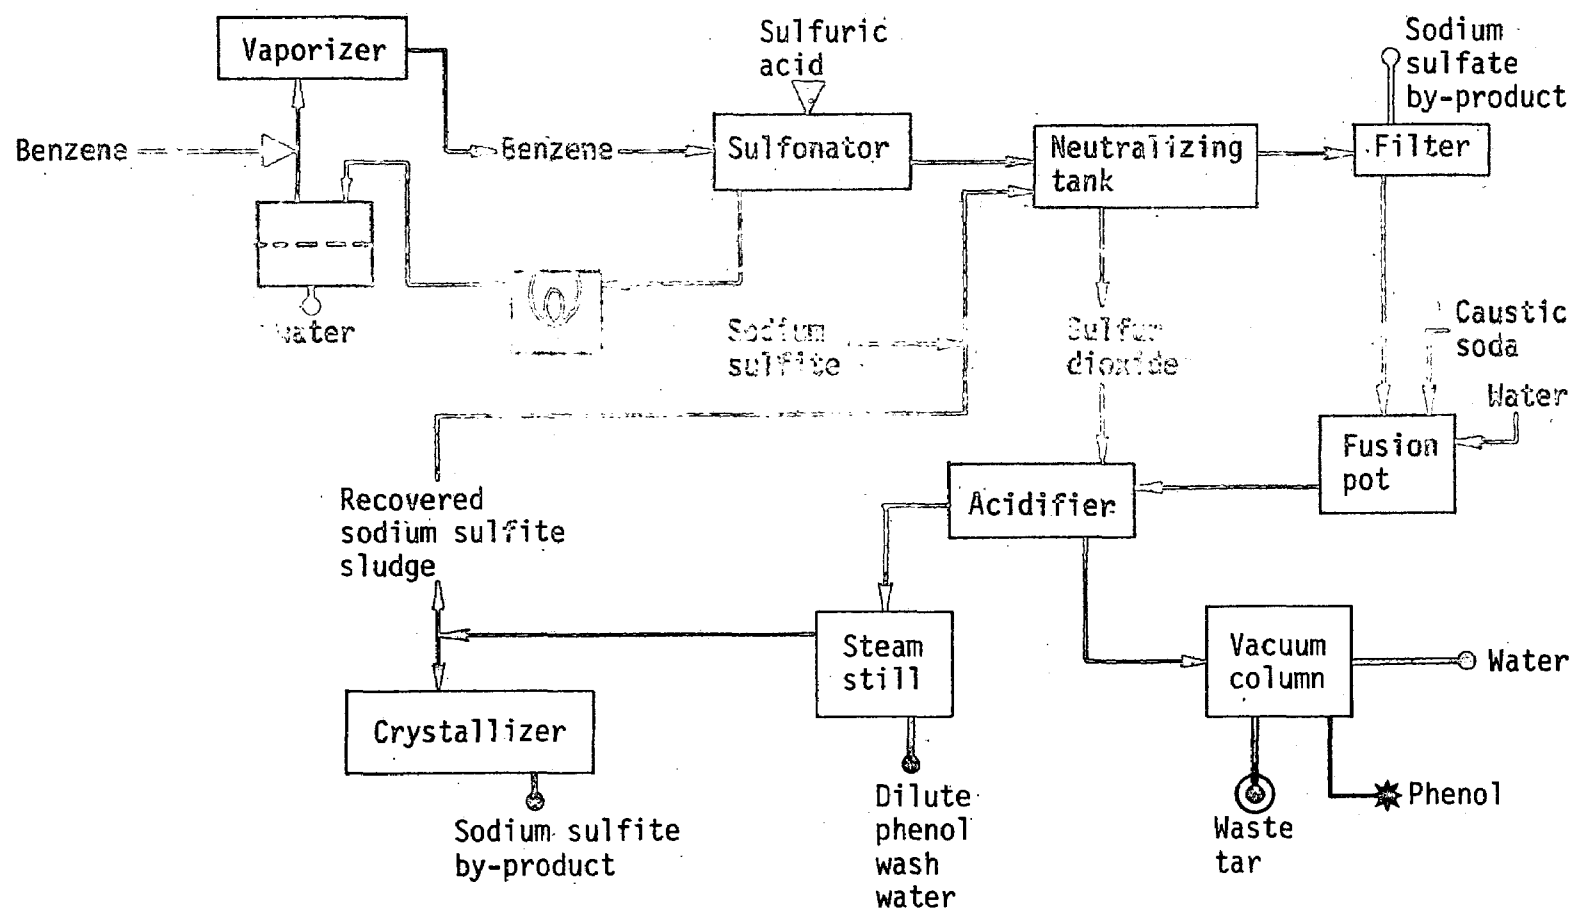 Vaporizer
Sulfuric
acid
Sodium
sulfate
by-product
Benzene
Benzene
Sulfonator
Neutralizing
tank
Filter
water
Sodium
sulfite
Sulfur
dioxide
Caustic
soda
Water
Fusion
pot
Recovered
sodium sulfite
sludge
Acidifier
Steam
still
Vacuum
column
Water
Crystallizer
Sodium sulfite
by-product
Dilute
phenol
wash
water
Waste
tar
Phenol